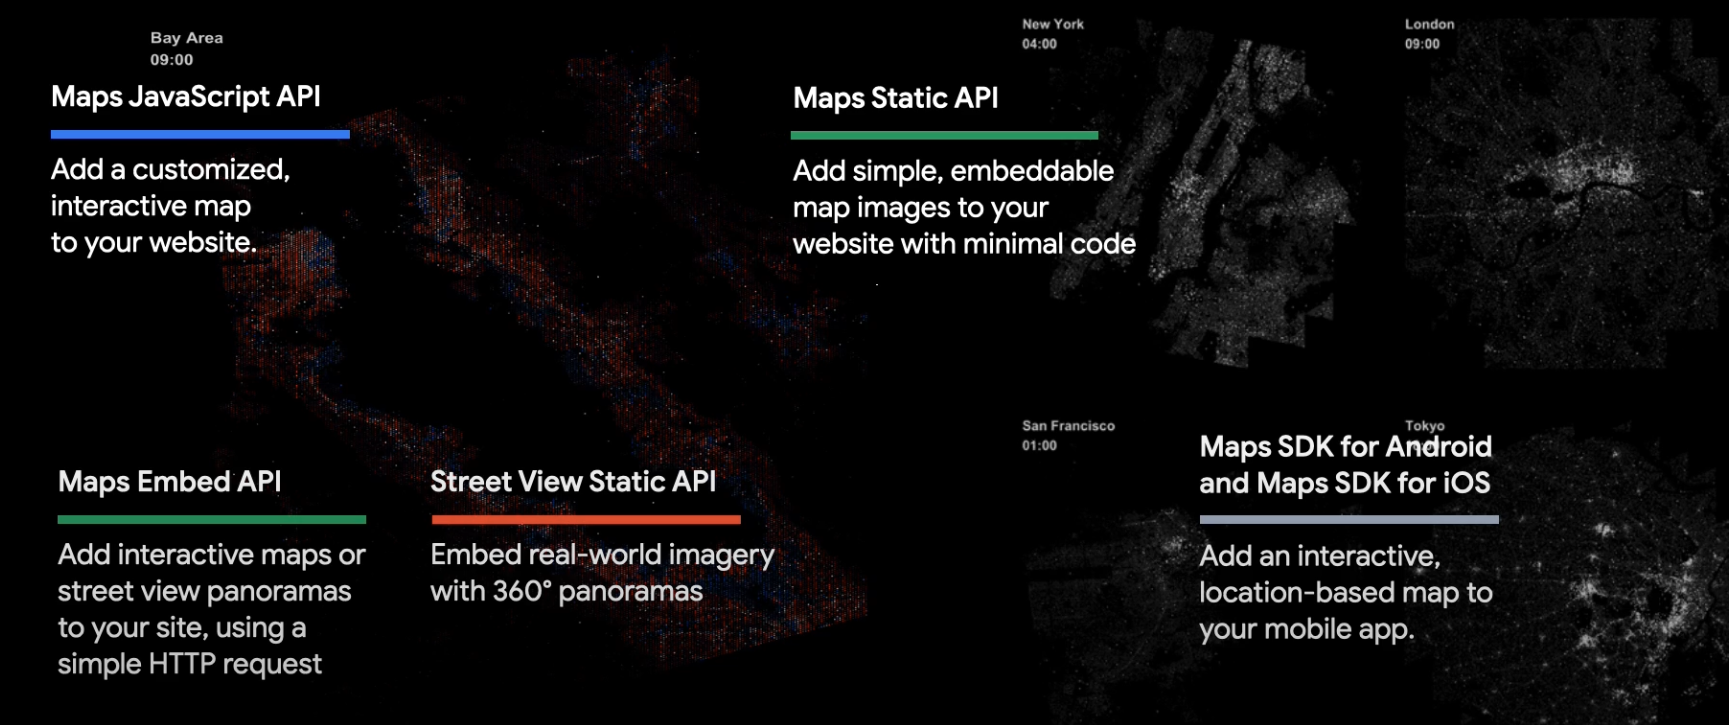 Bay Area
09:00
Maps JavaScript API
Add a customized,
interactive map
to your website.
Maps Static API
Add simple, embeddable
map images to your
website with minimal code
New York
04:00
London
09:00
Maps Embed API
Add interactive maps or
street view panoramas
to your site, using a
simple HTTP request
Street View Static API
Embed real-world imagery
with 360° panoramas
San Francisco
01:00
Tokyo
Maps SDK for Android
and Maps SDK for iOS
Add an interactive,
location-based map to
your mobile app.